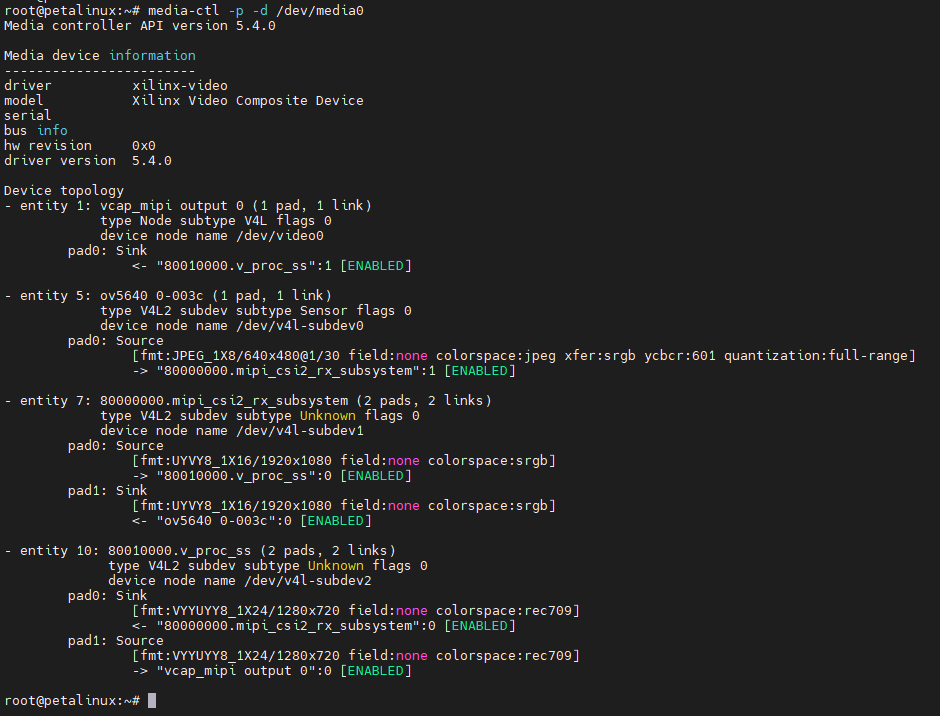 root@petalinux:~# media-ctl -p -d /dev/media0
Media controller API version 5.4.0

Media device information
------------------------
driver          xilinx-video
model           Xilinx Video Composite Device
serial
bus info
hw revision     0x0
driver version  5.4.0

Device topology
- entity 1: vcap_mipi output 0 (1 pad, 1 link)
            type Node subtype V4L flags 0
            device node name /dev/video0
        pad0: Sink
                <- "80010000.v_proc_ss":1 [ENABLED]

- entity 5: ov5640 0-003c (1 pad, 1 link)
            type V4L2 subdev subtype Sensor flags 0
            device node name /dev/v4l-subdev0
        pad0: Source
                [fmt:JPEG_1X8/640x480@1/30 field:none colorspace:jpeg xfer:srgb ycbcr:601 quantization:full-range]
                -> "80000000.mipi_csi2_rx_subsystem":1 [ENABLED]

- entity 7: 80000000.mipi_csi2_rx_subsystem (2 pads, 2 links)
            type V4L2 subdev subtype Unknown flags 0
            device node name /dev/v4l-subdev1
        pad0: Source
                [fmt:UYVY8_1X16/1920x1080 field:none colorspace:srgb]
                -> "80010000.v_proc_ss":0 [ENABLED]
        pad1: Sink
                [fmt:UYVY8_1X16/1920x1080 field:none colorspace:srgb]
                <- "ov5640 0-003c":0 [ENABLED]

- entity 10: 80010000.v_proc_ss (2 pads, 2 links)
             type V4L2 subdev subtype Unknown flags 0
             device node name /dev/v4l-subdev2
        pad0: Sink
                [fmt:VYYUYY8_1X24/1280x720 field:none colorspace:rec709]
                <- "80000000.mipi_csi2_rx_subsystem":0 [ENABLED]
        pad1: Source
                [fmt:VYYUYY8_1X24/1280x720 field:none colorspace:rec709]
                -> "vcap_mipi output 0":0 [ENABLED]

root@petalinux:~#